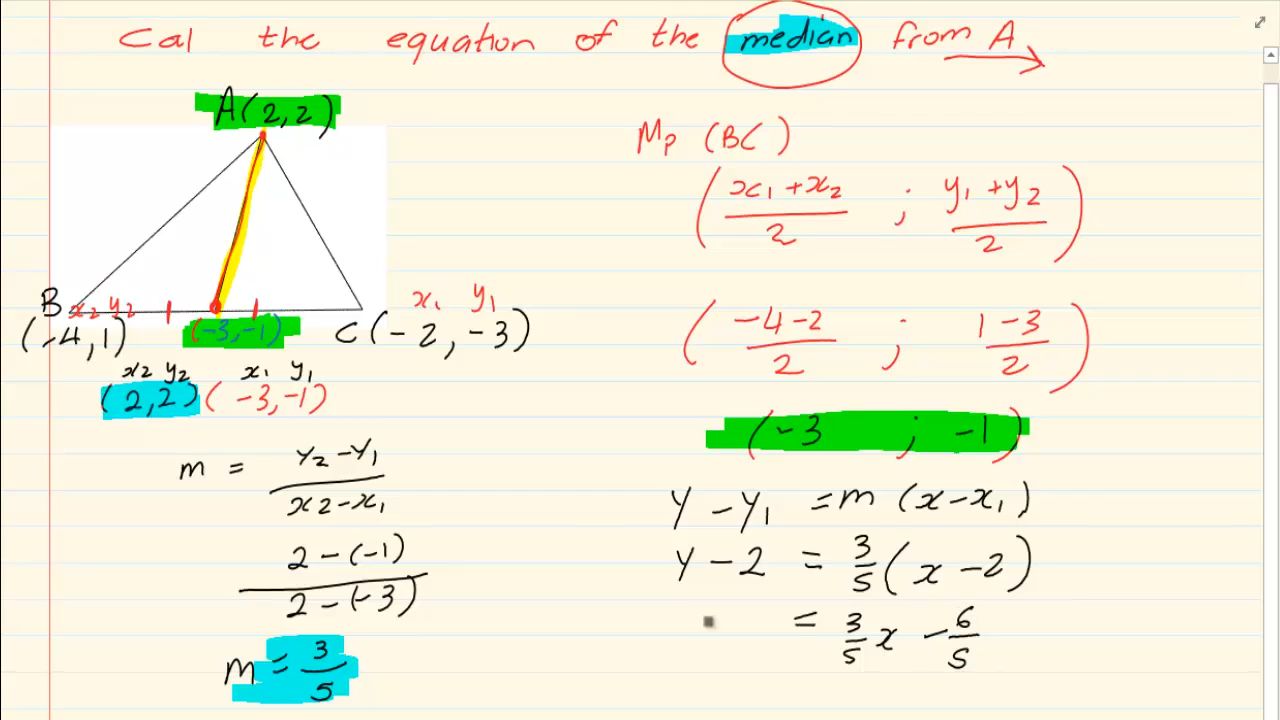 Cal the equation of the median from A
A(2,2)
Mp (BC)
(x₁+x₂/2 ; y₁+y₂/2)
B x₂ y₂
x₁ y₁
(-4,1) (-3,-1) C(-2,-3)
(-4-2/2 ; 1-3/2)
x₂ y₂ x₁ y₁
(2,2) (-3,-1)
(-3 ; -1)
m = y₂-y₁/x₂-x₁
2-(-1)/2-(-3)
m = 3/5
y-y₁ = m(x-x₁)
y-2 = 3/5(x-2)
= 3/5x - 6/5